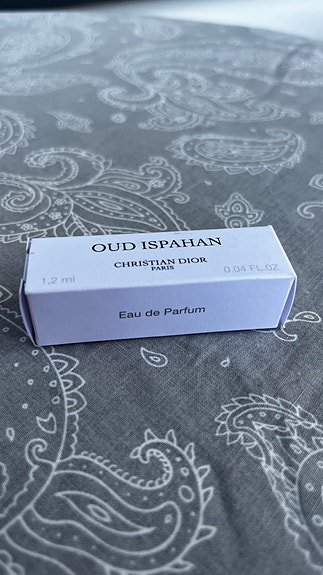 OUD ISPAHAN
CHRISTIAN DIOR
PARIS
1,2 ml
0.04 FL.OZ.
Eau de Parfum